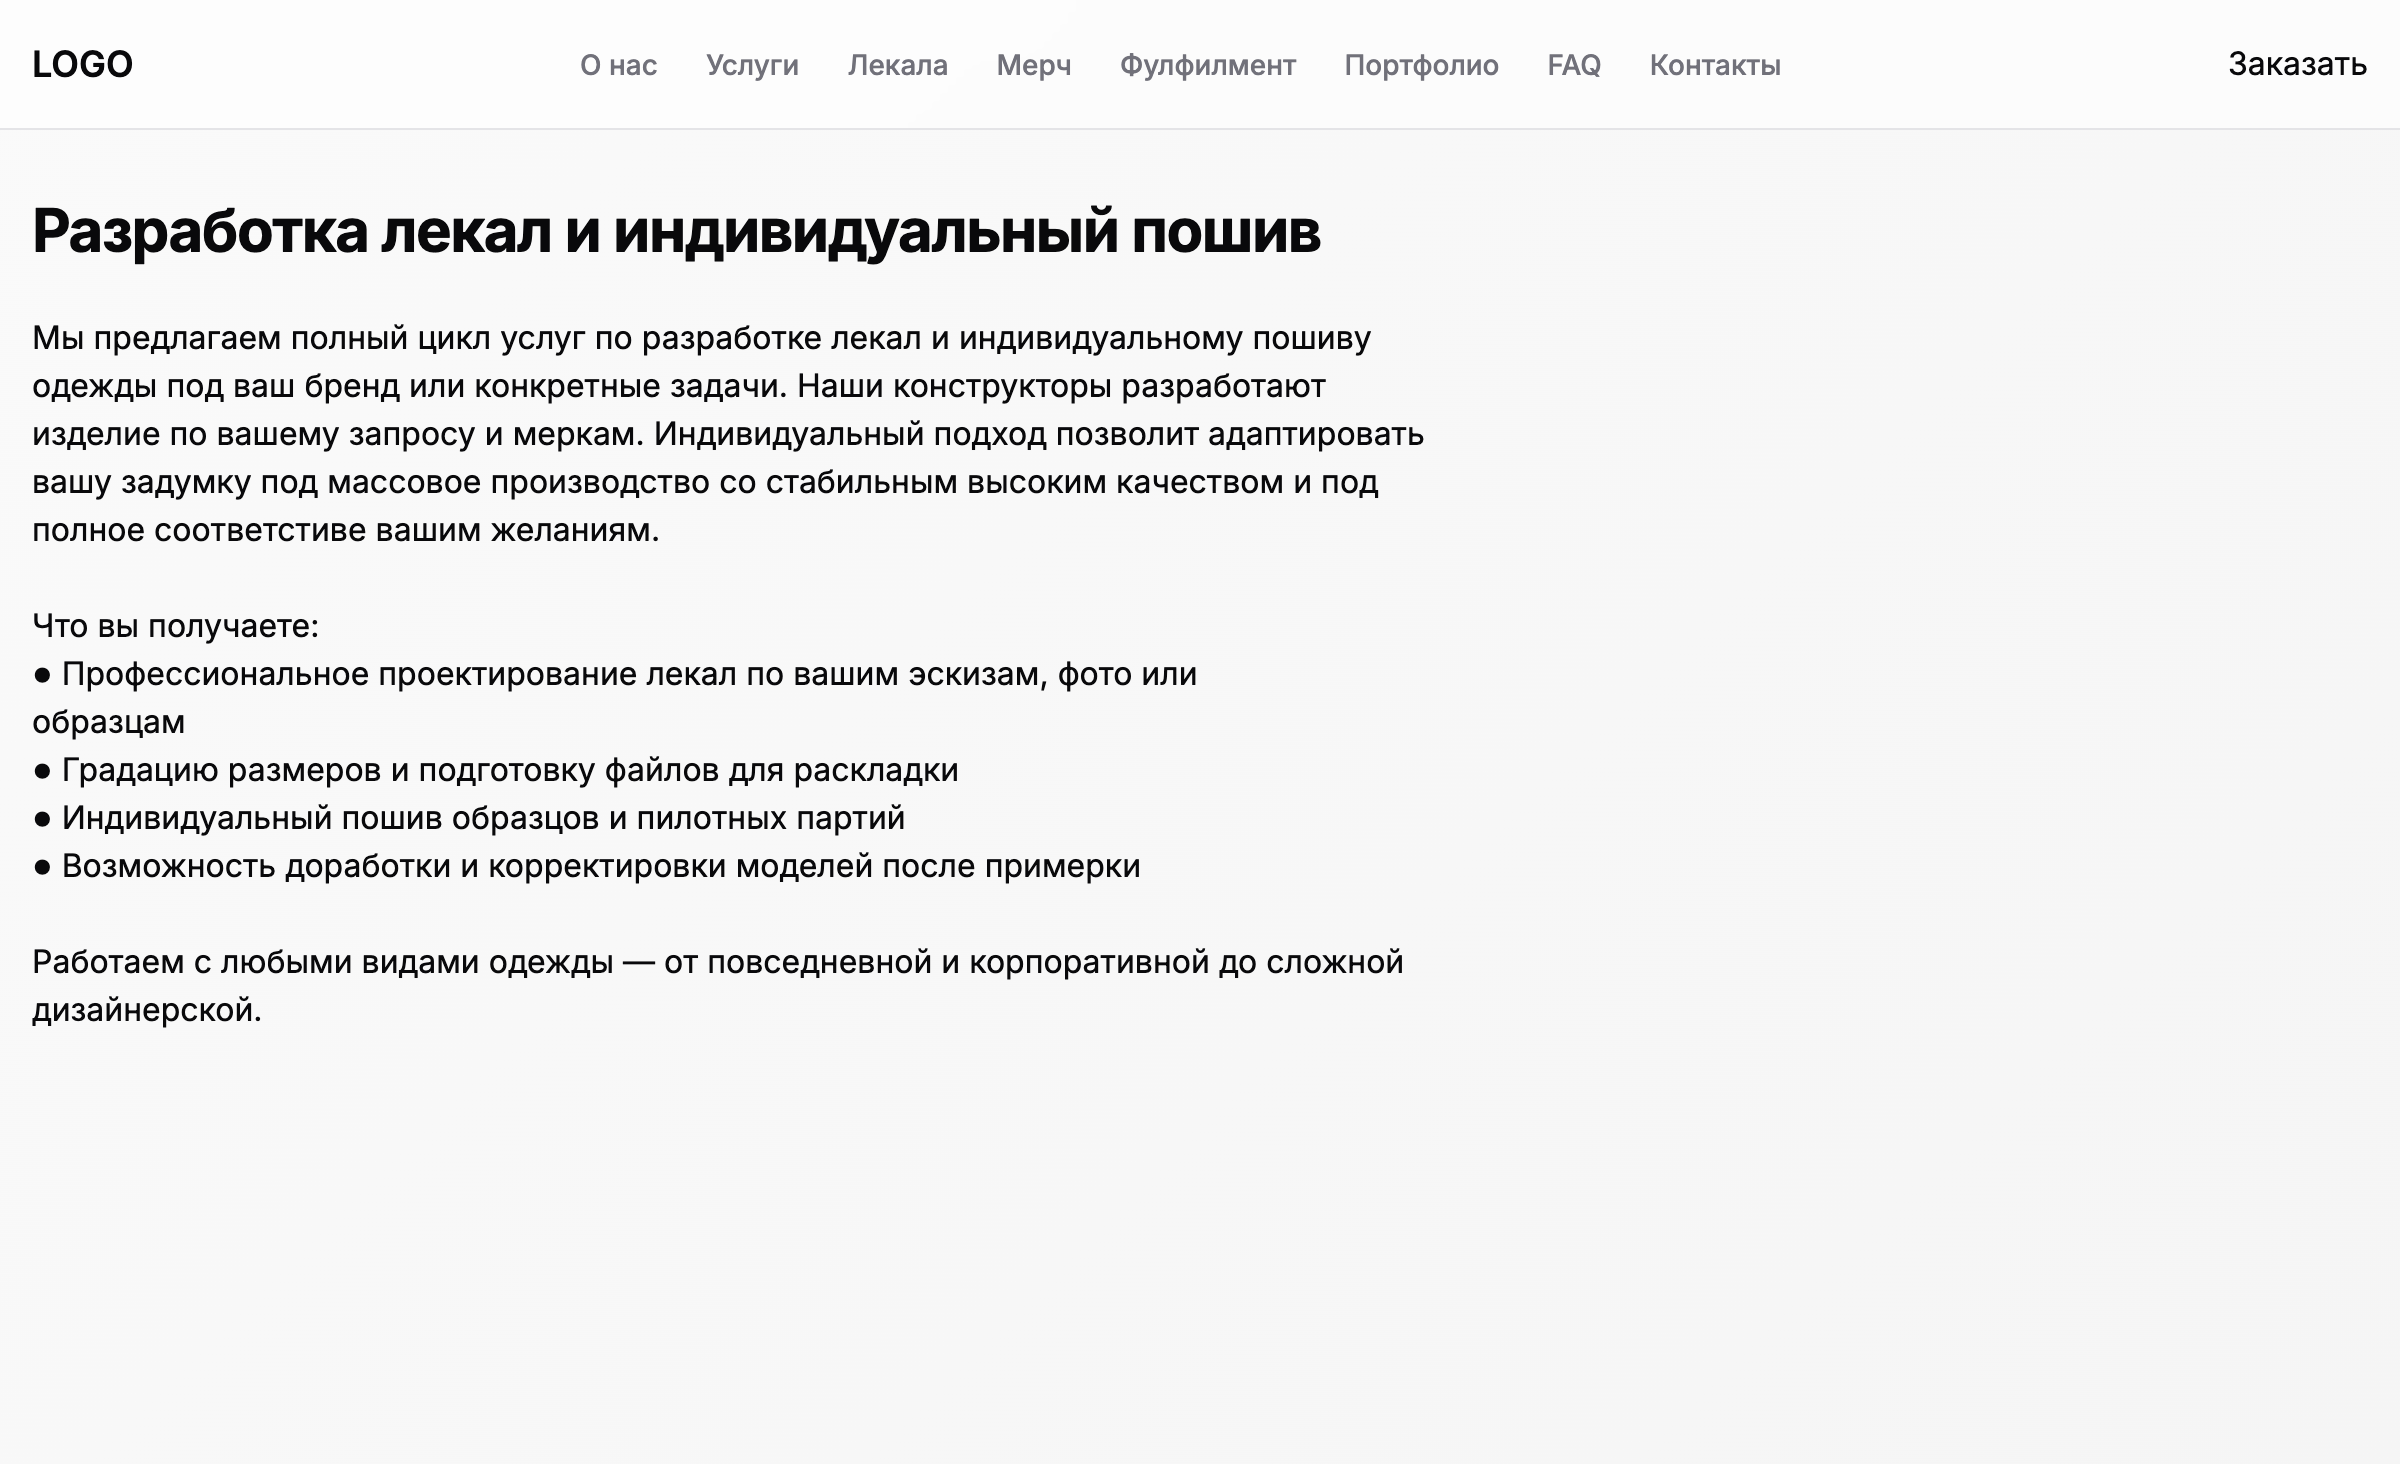 LOGO
О нас
Услуги
Лекала
Мерч
Фулфилмент
Портфолио
FAQ
Контакты
Заказать
Разработка лекал и индивидуальный пошив
Мы предлагаем полный цикл услуг по разработке лекал и индивидуальному пошиву
одежды под ваш бренд или конкретные задачи. Наши конструкторы разработают
изделие по вашему запросу и меркам. Индивидуальный подход позволит адаптировать
вашу задумку под массовое производство со стабильным высоким качеством и под
полное соответстиве вашим желаниям.
Что вы получаете:
● Профессиональное проектирование лекал по вашим эскизам, фото или
образцам
● Градацию размеров и подготовку файлов для раскладки
● Индивидуальный пошив образцов и пилотных партий
● Возможность доработки и корректировки моделей после примерки
Работаем с любыми видами одежды — от повседневной и корпоративной до сложной
дизайнерской.